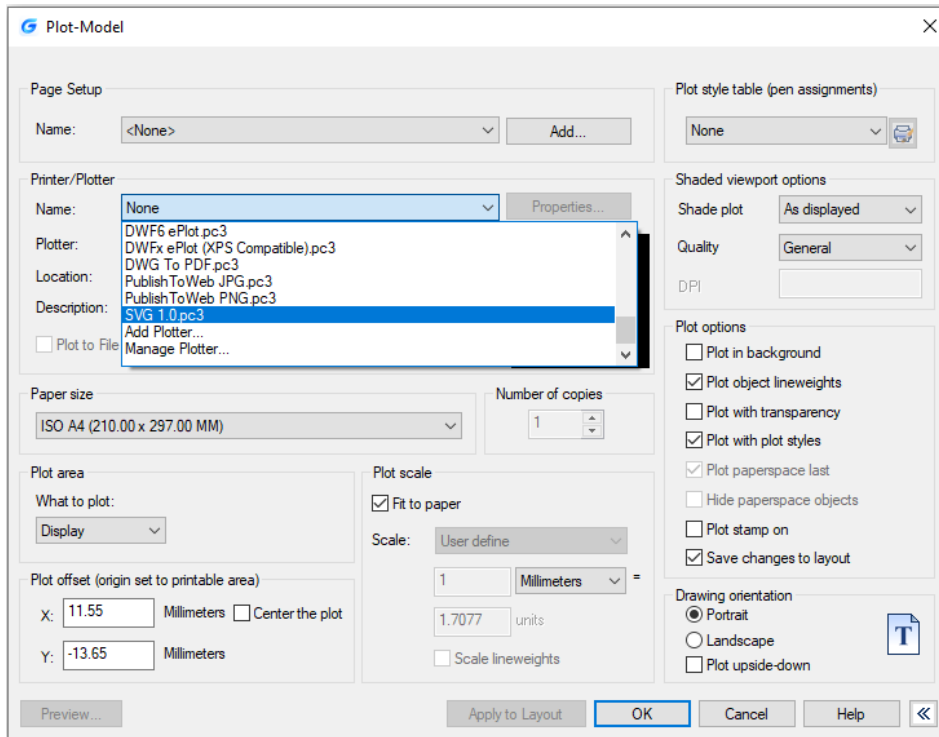 Plot-Model
Page Setup
Name: <None> Add...
Plot style table (pen assignments)
None
Printer/Plotter
Name: None Properties...
DWF6 ePlot.pc3
DWFx ePlot (XPS Compatible).pc3
DWG To PDF.pc3
PublishToWeb JPG.pc3
PublishToWeb PNG.pc3
SVG 1.0.pc3
Add Plotter...
Manage Plotter...
Plotter:
Location:
Description:
Plot to File
Shaded viewport options
Shade plot As displayed
Quality General
DPI
Paper size
ISO A4 (210.00 x 297.00 MM)
Number of copies
1
Plot options
Plot in background
Plot object lineweights
Plot with transparency
Plot with plot styles
Plot paperspace last
Hide paperspace objects
Plot stamp on
Save changes to layout
Plot area
What to plot:
Display
Plot scale
Fit to paper
Scale: User define
1 Millimeters =
1.7077 units
Scale lineweights
Plot offset (origin set to printable area)
X: 11.55 Millimeters Center the plot
Y: -13.65 Millimeters
Drawing orientation
Portrait
Landscape
Plot upside-down
T
Preview... Apply to Layout OK Cancel Help